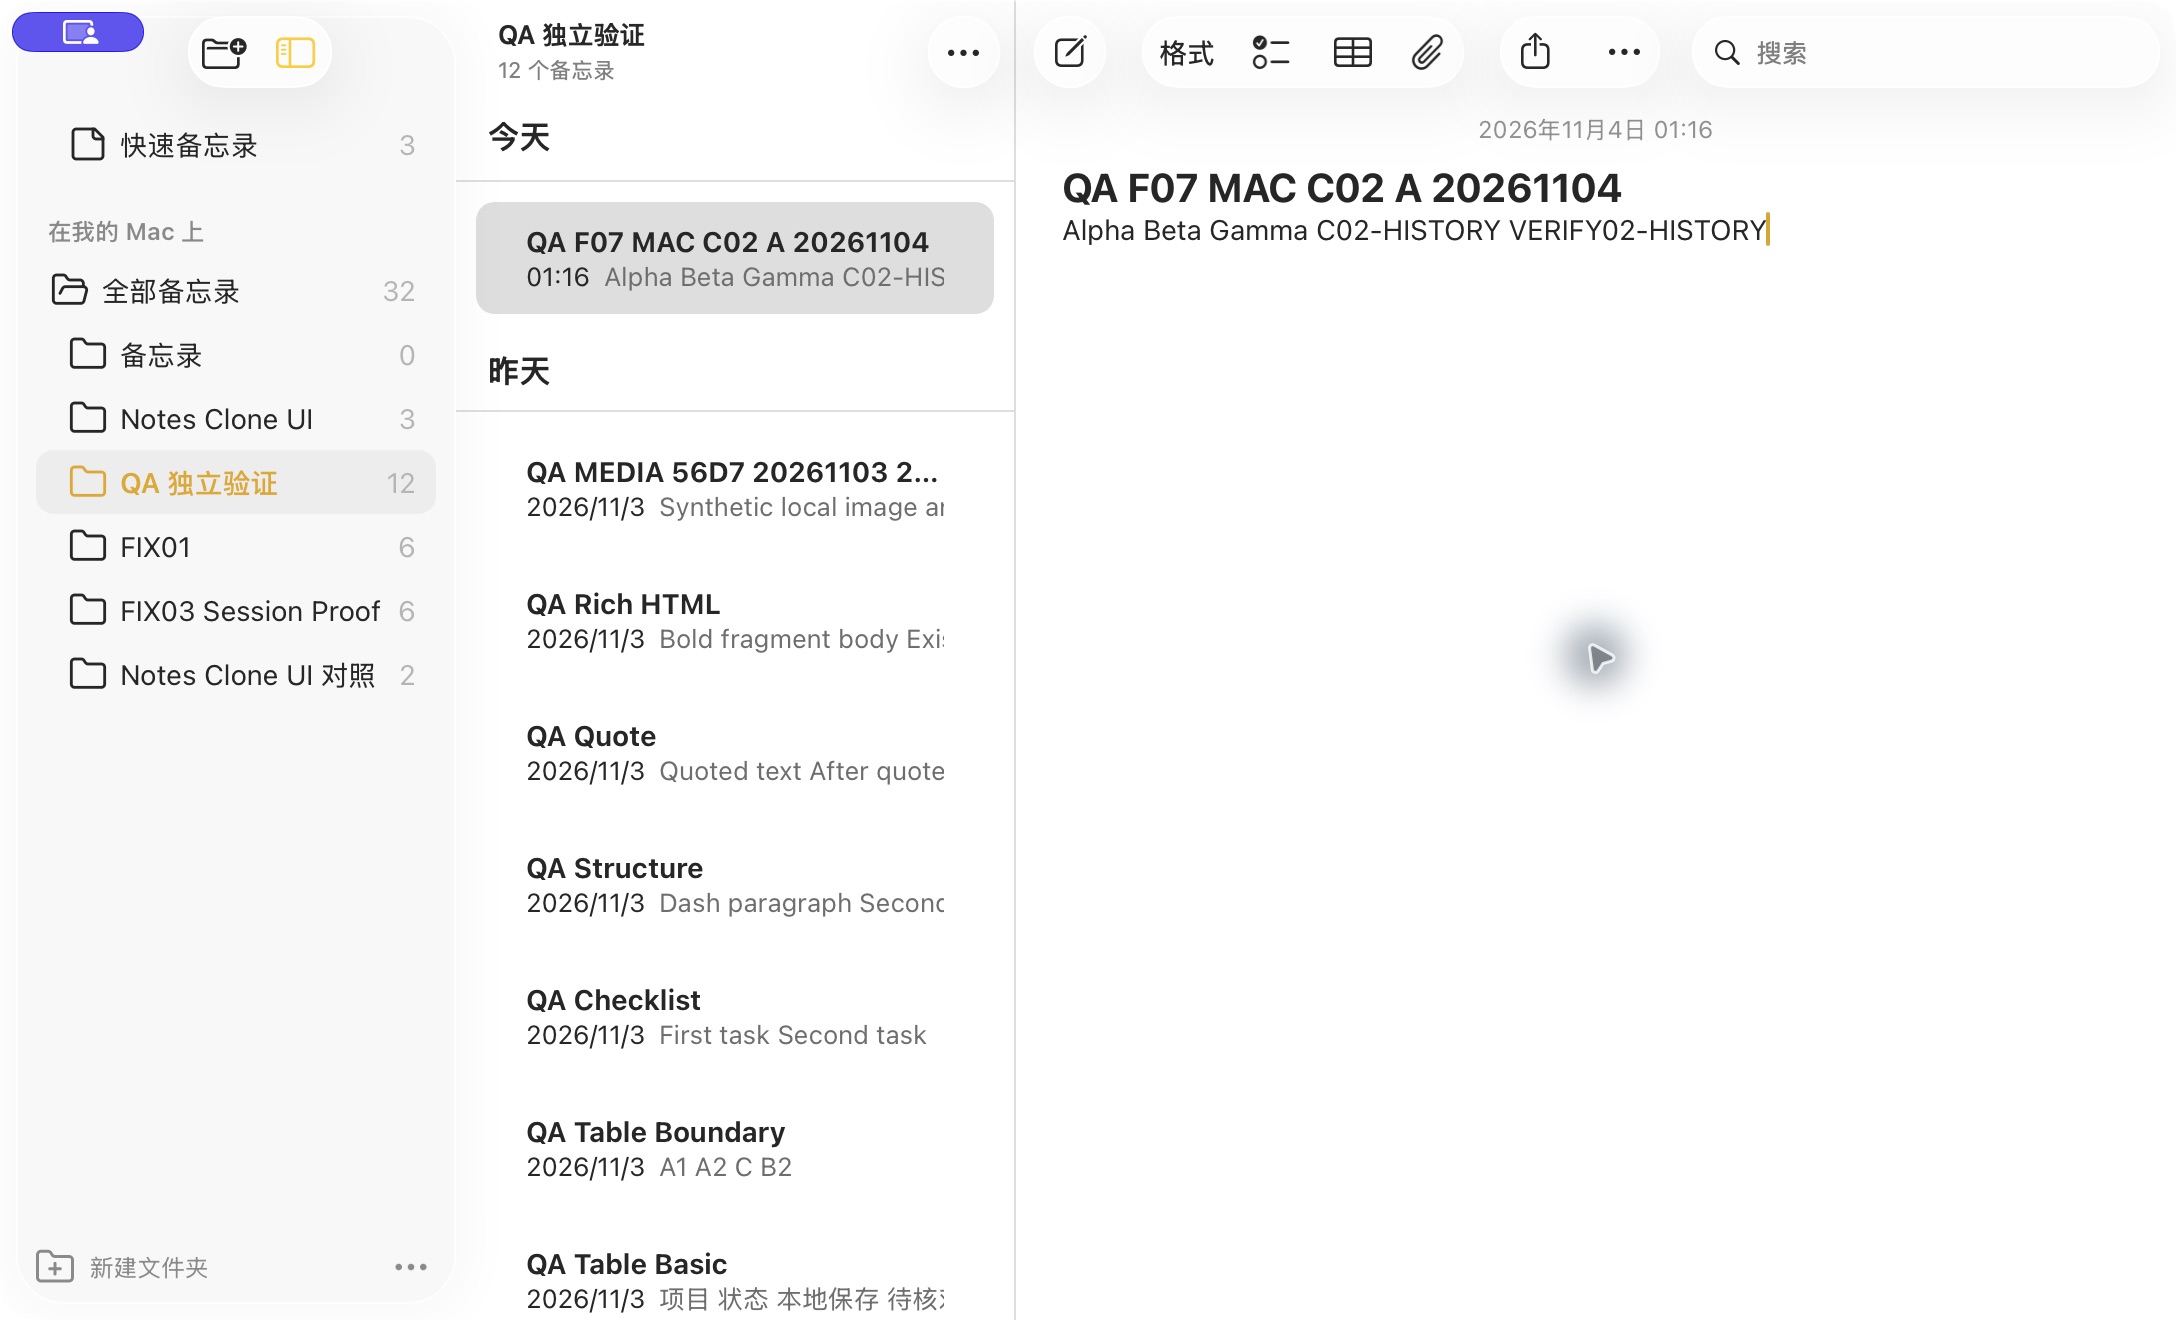 快速备忘录 3
在我的 Mac 上
全部备忘录 32
备忘录 0
Notes Clone UI 3
QA 独立验证 12
FIX01 6
FIX03 Session Proof 6
Notes Clone UI 对照 2
新建文件夹
QA 独立验证
12 个备忘录
今天
QA F07 MAC C02 A 20261104
01:16 Alpha Beta Gamma C02-HIS
昨天
QA MEDIA 56D7 20261103 2...
2026/11/3 Synthetic local image
QA Rich HTML
2026/11/3 Bold fragment body Exi
QA Quote
2026/11/3 Quoted text After quote
QA Structure
2026/11/3 Dash paragraph Second
QA Checklist
2026/11/3 First task Second task
QA Table Boundary
2026/11/3 A1 A2 C B2
QA Table Basic
2026/11/3 项目 状态 本地保存 待核
格式
搜索
2026年11月4日 01:16
QA F07 MAC C02 A 20261104
Alpha Beta Gamma C02-HISTORY VERIFY02-HISTORY